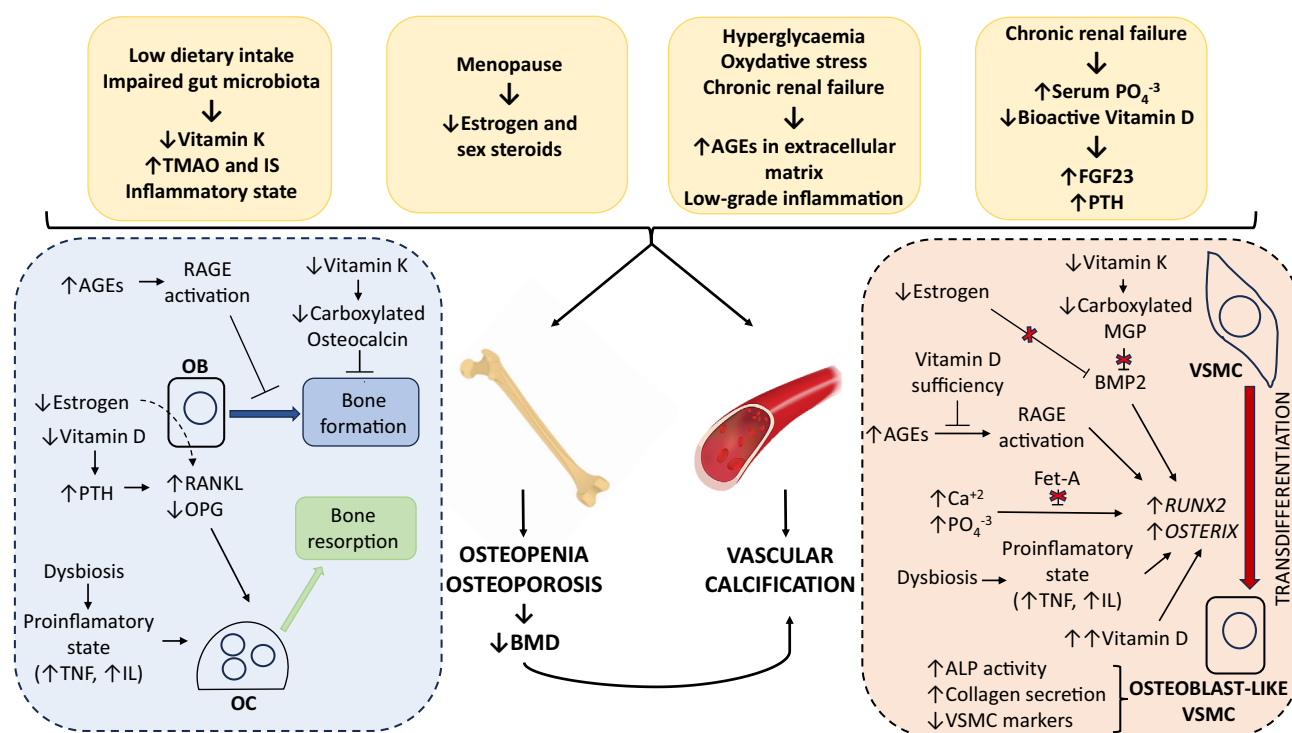 Low dietary intake
Impaired gut microbiota
↓
↓Vitamin K
↑TMAO and IS
Inflammatory state
Menopause
↓
↓Estrogen and
sex steroids
Hyperglycaemia
Oxydative stress
Chronic renal failure
↓
↑AGEs in extracellular
matrix
Low-grade inflammation
Chronic renal failure
↓
↑Serum PO₄⁻³
↓Bioactive Vitamin D
↓
↑FGF23
↑PTH
↑AGEs
RAGE
activation
↓Vitamin K
↓Carboxylated
Osteocalcin
OB
Bone
formation
↓Estrogen
↓Vitamin D
↑PTH
↑RANKL
↓OPG
Bone
resorption
Dysbiosis
Proinflamatory
state
(↑TNF, ↑IL)
OC
OSTEOPENIA
OSTEOPOROSIS
↓
↓BMD
VASCULAR
CALCIFICATION
↓Vitamin K
↓Carboxylated
MGP
↓Estrogen
BMP2
VSMC
Vitamin D
sufficiency
↑AGEs
RAGE
activation
Fet-A
↑Ca⁺²
↑PO₄⁻³
↑RUNX2
↑OSTERIX
Dysbiosis
Proinflamatory
state
(↑TNF, ↑IL)
↑↑Vitamin D
TRANSDIFFERENTIATION
↑ALP activity
↑Collagen secretion
↓VSMC markers
OSTEOBLAST-LIKE
VSMC